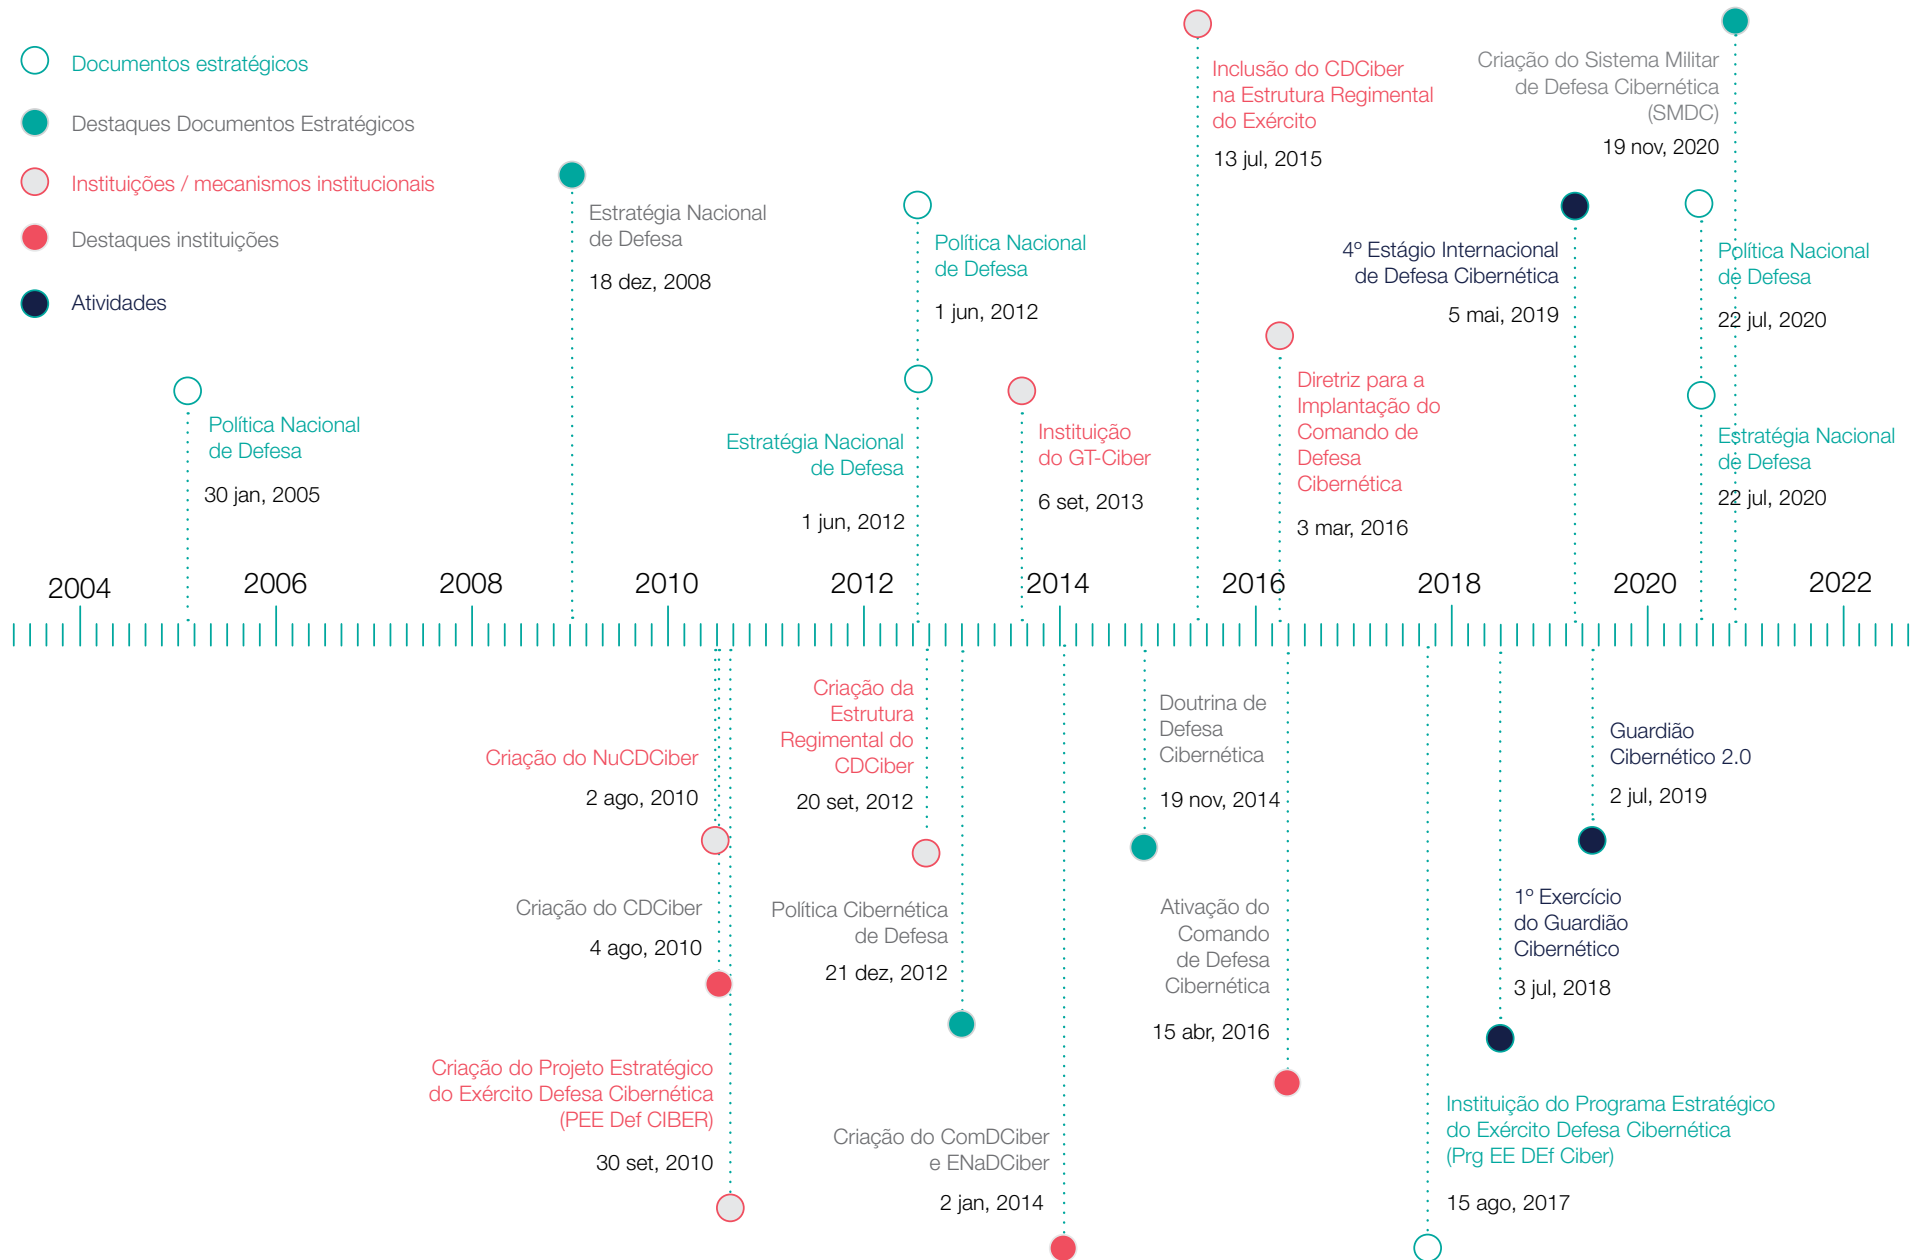 Documentos estratégicos
Destaques Documentos Estratégicos
Instituições / mecanismos institucionais
Destaques instituições
Atividades
Política Nacional
de Defesa
30 jan, 2005
Estratégia Nacional
de Defesa
18 dez, 2008
Política Nacional
de Defesa
1 jun, 2012
Estratégia Nacional
de Defesa
1 jun, 2012
Instituição
do GT-Ciber
6 set, 2013
Inclusão do CDCiber
na Estrutura Regimental
do Exército
13 jul, 2015
Diretriz para a
Implantação do
Comando de
Defesa
Cibernética
3 mar, 2016
4º Estágio Internacional
de Defesa Cibernética
5 mai, 2019
Criação do Sistema Militar
de Defesa Cibernética
(SMDC)
19 nov, 2020
Política Nacional
de Defesa
22 jul, 2020
Estratégia Nacional
de Defesa
22 jul, 2020
2004
2006
2008
2010
2012
2014
2016
2018
2020
2022
Criação do NuCDCiber
2 ago, 2010
Criação do CDCiber
4 ago, 2010
Criação do Projeto Estratégico
do Exército Defesa Cibernética
(PEE Def CIBER)
30 set, 2010
Criação da
Estrutura
Regimental do
CDCiber
20 set, 2012
Política Cibernética
de Defesa
21 dez, 2012
Criação do ComDCiber
e ENaDCiber
2 jan, 2014
Doutrina de
Defesa
Cibernética
19 nov, 2014
Ativação do
Comando
de Defesa
Cibernética
15 abr, 2016
Guardião
Cibernético 2.0
2 jul, 2019
1º Exercício
do Guardião
Cibernético
3 jul, 2018
Instituição do Programa Estratégico
do Exército Defesa Cibernética
(Prg EE DEf Ciber)
15 ago, 2017